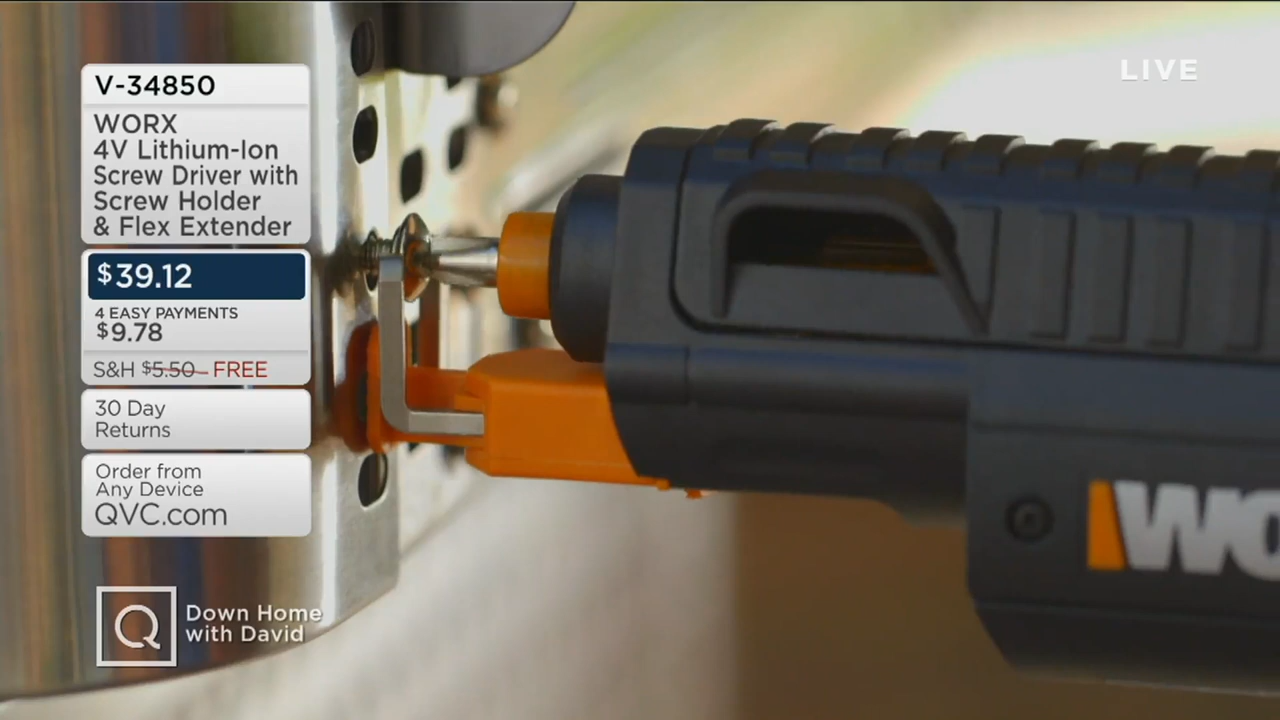 V-34850
WORX
4V Lithium-Ion
Screw Driver with
Screw Holder
& Flex Extender
$39.12
4 EASY PAYMENTS
$9.78
S&H $5.50 FREE
30 Day
Returns
Order from
Any Device
QVC.com
Q
Down Home
with David
LIVE
WO